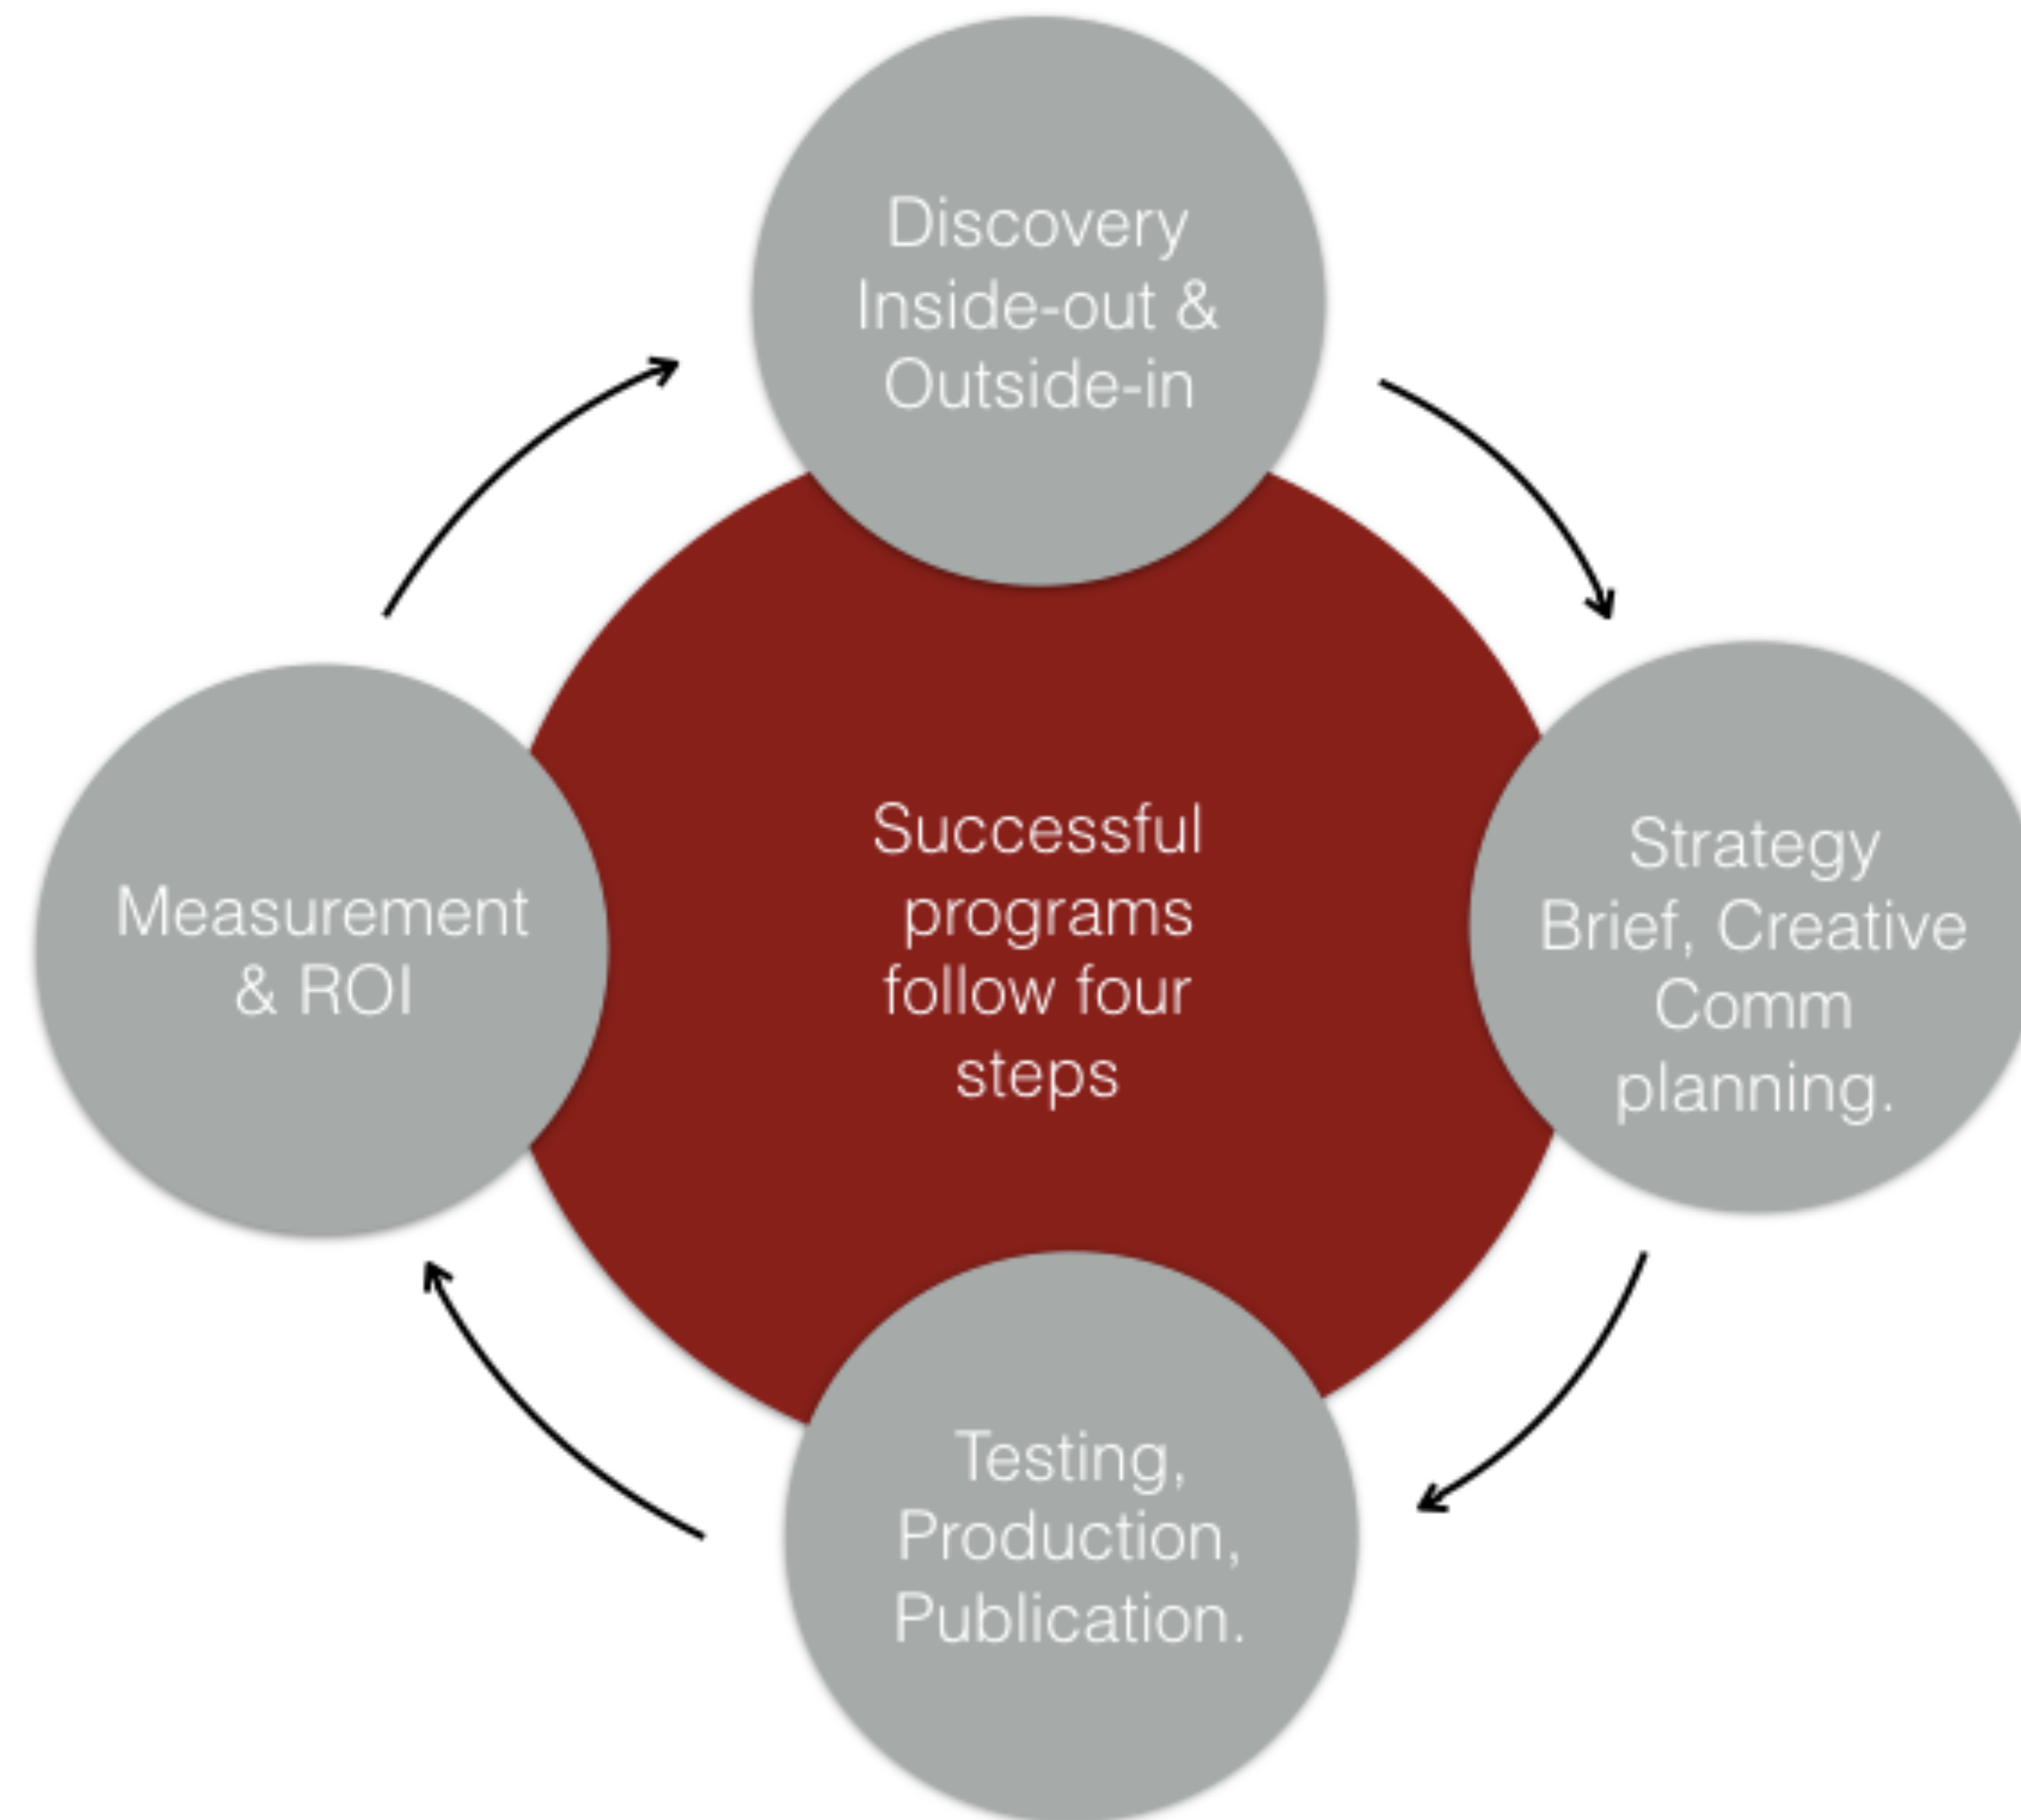 Discovery
Inside-out &
Outside-in
Strategy
Brief, Creative
Comm
planning.
Testing,
Production,
Publication.
Measurement
& ROI
Successful
programs
follow four
steps